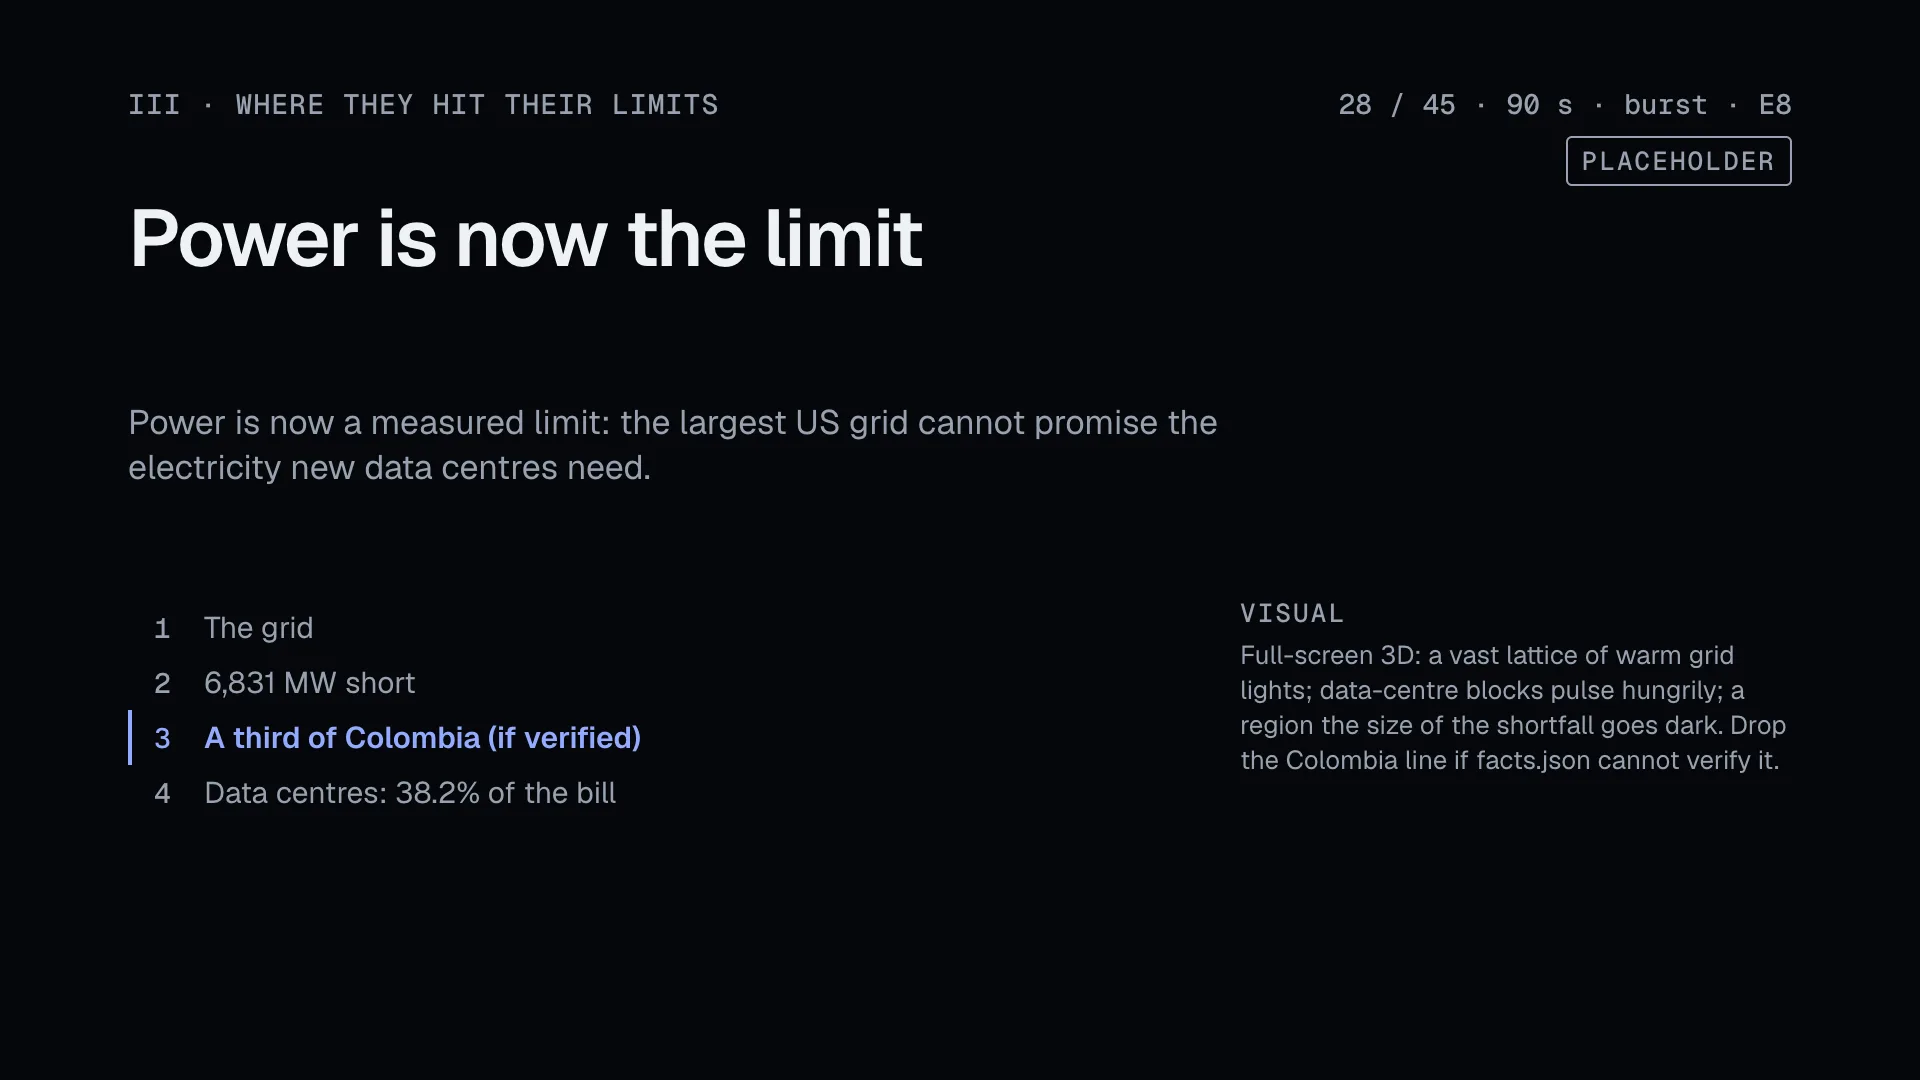 III · WHERE THEY HIT THEIR LIMITS
28 / 45 · 90 s · burst · E8
PLACEHOLDER
Power is now the limit
Power is now a measured limit: the largest US grid cannot promise the
electricity new data centres need.
1 The grid
2 6,831 MW short
3 A third of Colombia (if verified)
4 Data centres: 38.2% of the bill
VISUAL
Full-screen 3D: a vast lattice of warm grid
lights; data-centre blocks pulse hungrily; a
region the size of the shortfall goes dark. Drop
the Colombia line if facts.json cannot verify it.